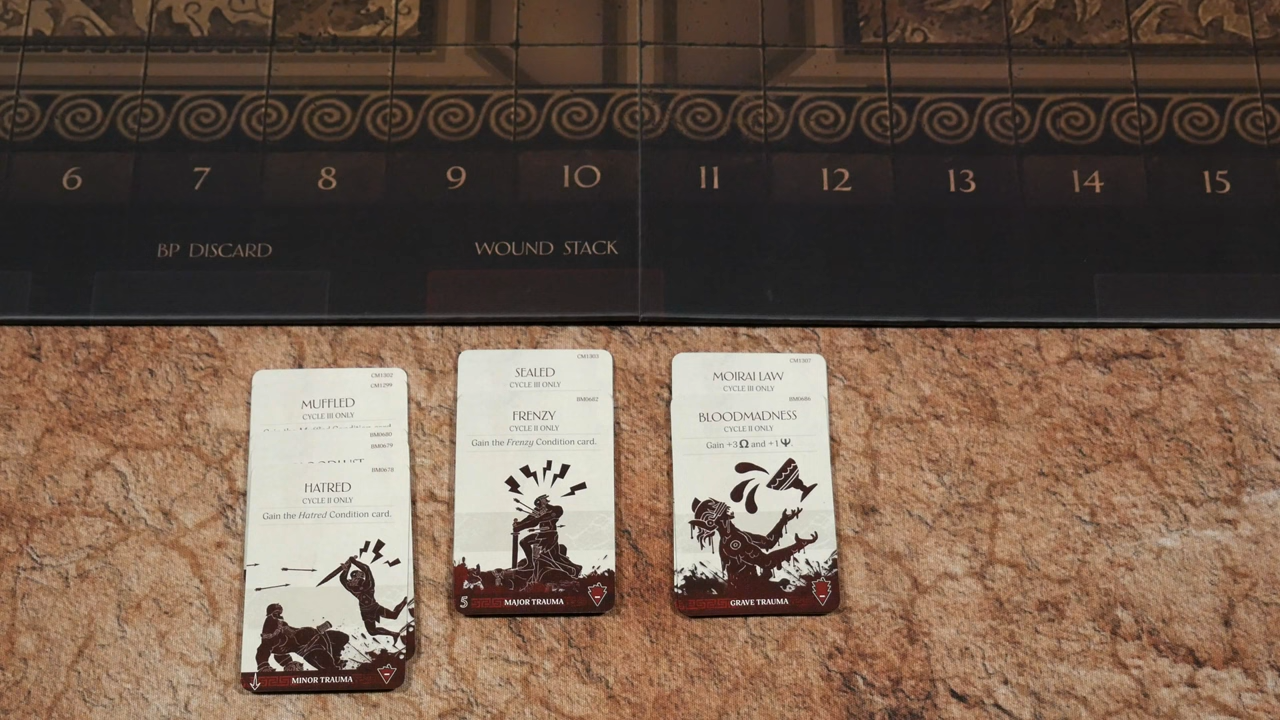 6 7 8 9 10 11 12 13 14 15
BP DISCARD
WOUND STACK
CM1302
CM1299
MUFFLED
CYCLE III ONLY
BM0680
BM0679
BM0678
HATRED
CYCLE II ONLY
Gain the Hatred Condition card.
MINOR TRAUMA
CM1303
SEALED
CYCLE III ONLY
BM0682
FRENZY
CYCLE II ONLY
Gain the Frenzy Condition card.
5 MAJOR TRAUMA
CM1307
MOIRAI LAW
CYCLE III ONLY
BM0686
BLOODMADNESS
CYCLE II ONLY
Gain +3 and +1
GRAVE TRAUMA